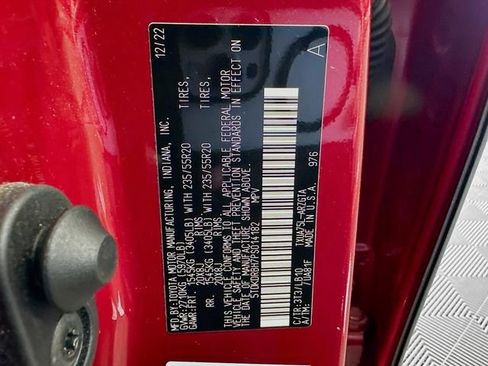 MFD. BY: TOYOTA MOTOR MANUFACTURING, INDIANA, INC. 12/22
GVWR: 2710KG (5970LB)
GAWR: FRT. 1545KG (3405LB) WITH 235/55R20 TIRES,
20X8J RIMS
RR. 1545KG (3405LB) WITH 235/55R20 TIRES,
20X8J RIMS
THIS VEHICLE CONFORMS TO ALL APPLICABLE FEDERAL MOTOR
VEHICLE SAFETY AND THEFT PREVENTION STANDARDS IN EFFECT ON
THE DATE OF MANUFACTURE SHOWN ABOVE.
MPV
A
C/TR: 3T3/LB10
A/TM:
MADE IN U.S.A. 976